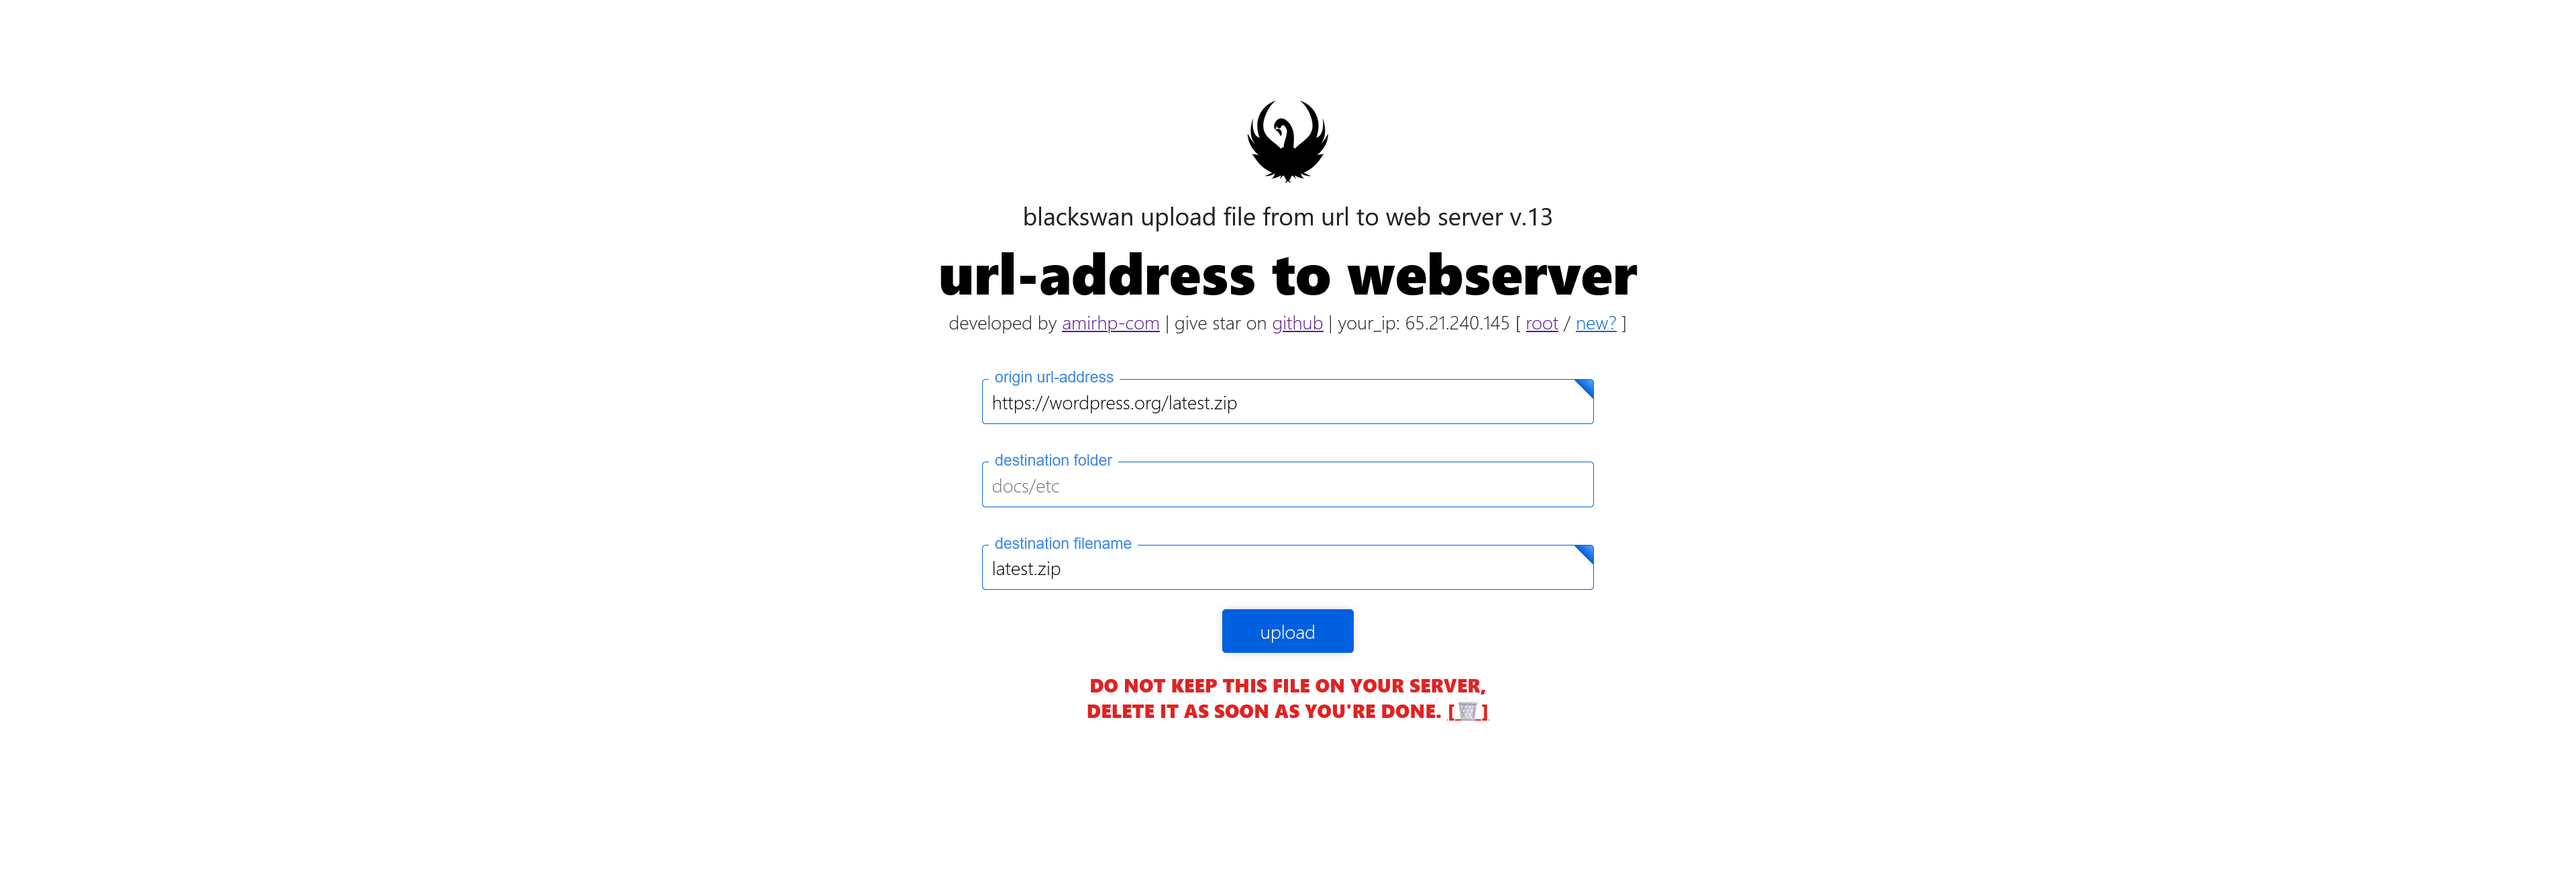 blackswan upload file from url to web server v.13
url-address to webserver
developed by amirhp-com | give star on github | your_ip: 65.21.240.145 [ root / new? ]
origin url-address
https://wordpress.org/latest.zip
destination folder
docs/etc
destination filename
latest.zip
upload
DO NOT KEEP THIS FILE ON YOUR SERVER,
DELETE IT AS SOON AS YOU'RE DONE. [🗑️]